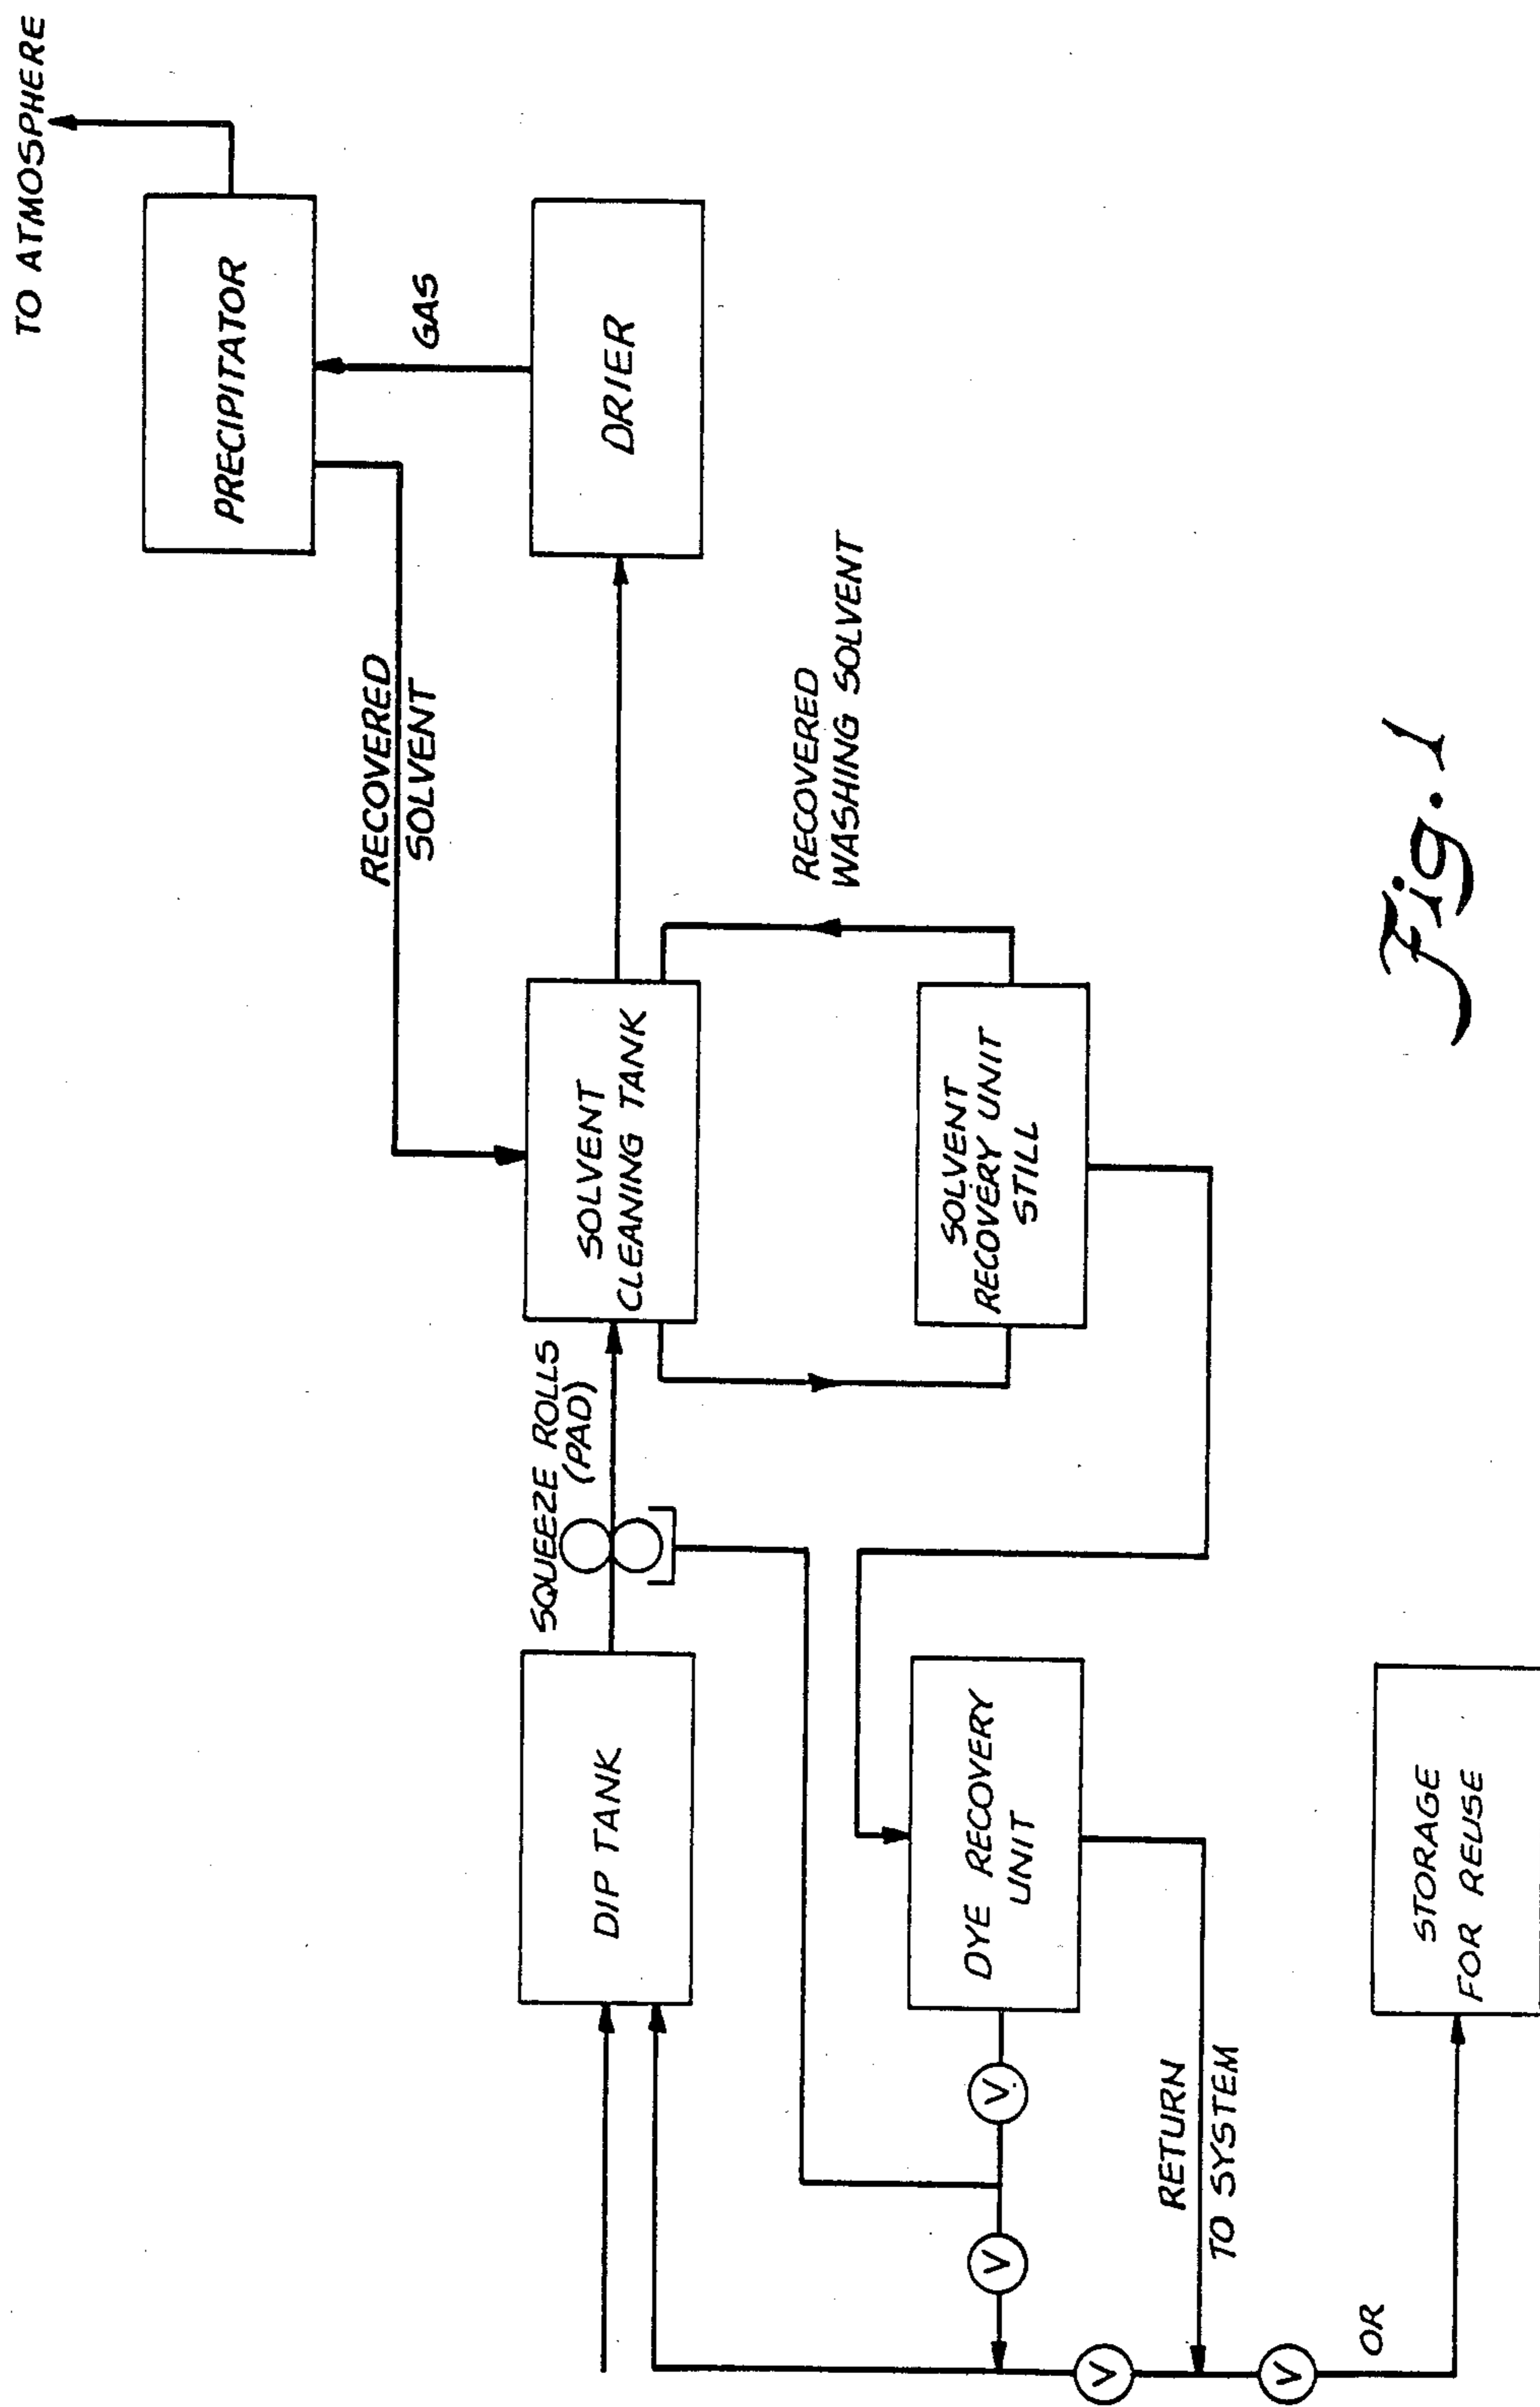 TO ATMOSPHERE
PRECIPITATOR
GAS
DRIER
RECOVERED
SOLVENT
RECOVERED
WASHING SOLVENT
SOLVENT
CLEANING TANK
SOLVENT
RECOVERY UNIT
STILL
SQUEEZE ROLLS
(PAD)
DIP TANK
DYE RECOVERY
UNIT
V
V
RETURN
TO SYSTEM
V
V
OR
STORAGE
FOR REUSE
Fig. 1